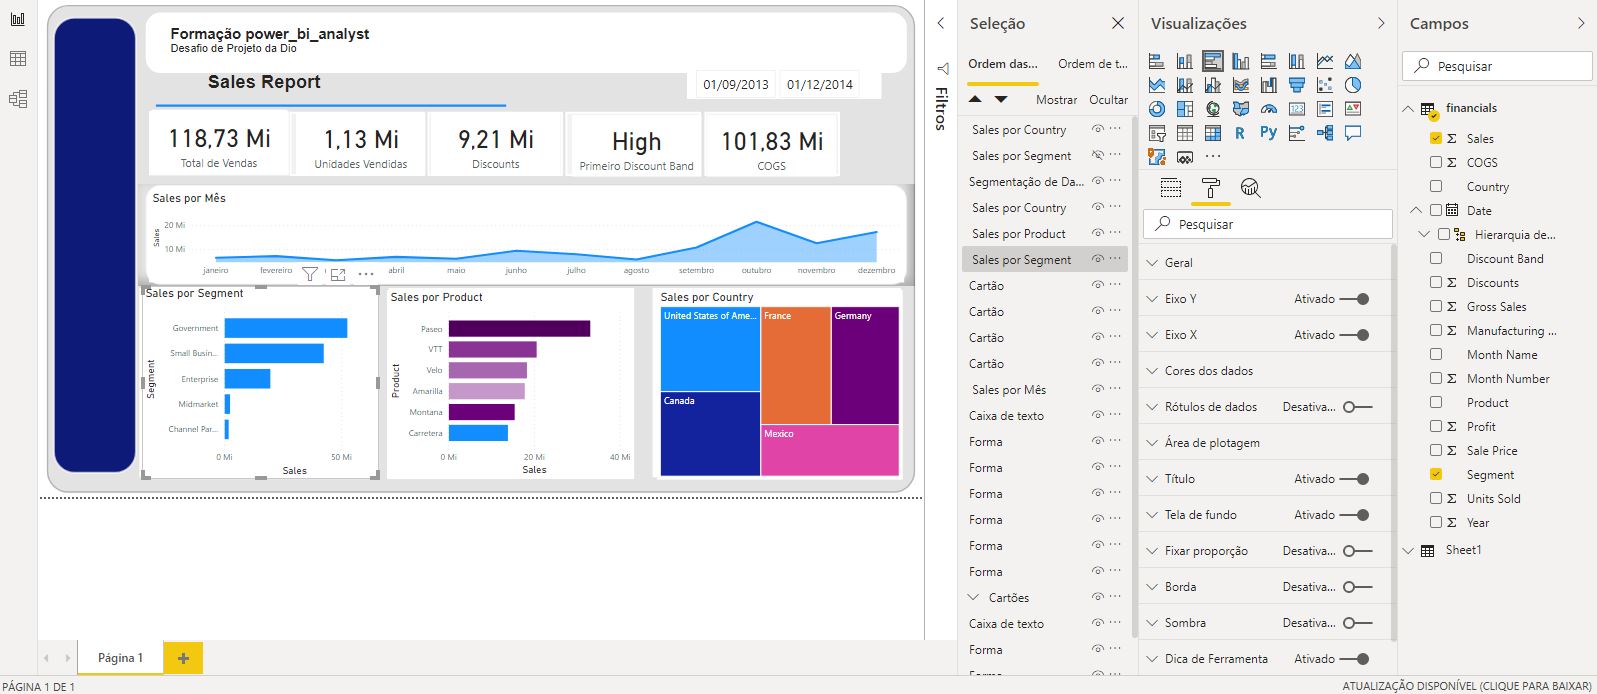 Formação power_bi_analyst
Desafio de Projeto da Dio
Sales Report
01/09/2013
01/12/2014
118,73 Mi
Total de Vendas
1,13 Mi
Unidades Vendidas
9,21 Mi
Discounts
High
Primeiro Discount Band
101,83 Mi
COGS
Sales por Mês
Sales
20 Mi
10 Mi
janeiro
fevereiro
abril
maio
junho
julho
agosto
setembro
outubro
novembro
dezembro
Sales por Segment
Segment
Government
Small Busin...
Enterprise
Midmarket
Channel Par...
0 Mi
50 Mi
Sales
Sales por Product
Product
Paseo
VTT
Velo
Amarilla
Montana
Carretera
0 Mi
20 Mi
40 Mi
Sales
Sales por Country
United States of Ame...
France
Germany
Canada
Mexico
Página 1
PÁGINA 1 DE 1
Filtros
Seleção
Ordem das...
Ordem de t...
Mostrar
Ocultar
Sales por Country
Sales por Segment
Segmentação de Da...
Sales por Country
Sales por Product
Sales por Segment
Cartão
Cartão
Cartão
Cartão
Sales por Mês
Caixa de texto
Forma
Forma
Forma
Forma
Forma
Forma
Cartões
Caixa de texto
Forma
Visualizações
R
Py
123
Pesquisar
Geral
Eixo Y Ativado
Eixo X Ativado
Cores dos dados
Rótulos de dados Desativa...
Área de plotagem
Título Ativado
Tela de fundo Ativado
Fixar proporção Desativa...
Borda Desativa...
Sombra Desativa...
Dica de Ferramenta Ativado
Campos
Pesquisar
financials
Σ Sales
Σ COGS
Country
Date
Hierarquia de...
Discount Band
Σ Discounts
Σ Gross Sales
Σ Manufacturing ...
Month Name
Σ Month Number
Product
Σ Profit
Σ Sale Price
Segment
Σ Units Sold
Σ Year
Sheet1
ATUALIZAÇÃO DISPONÍVEL (CLIQUE PARA BAIXAR)